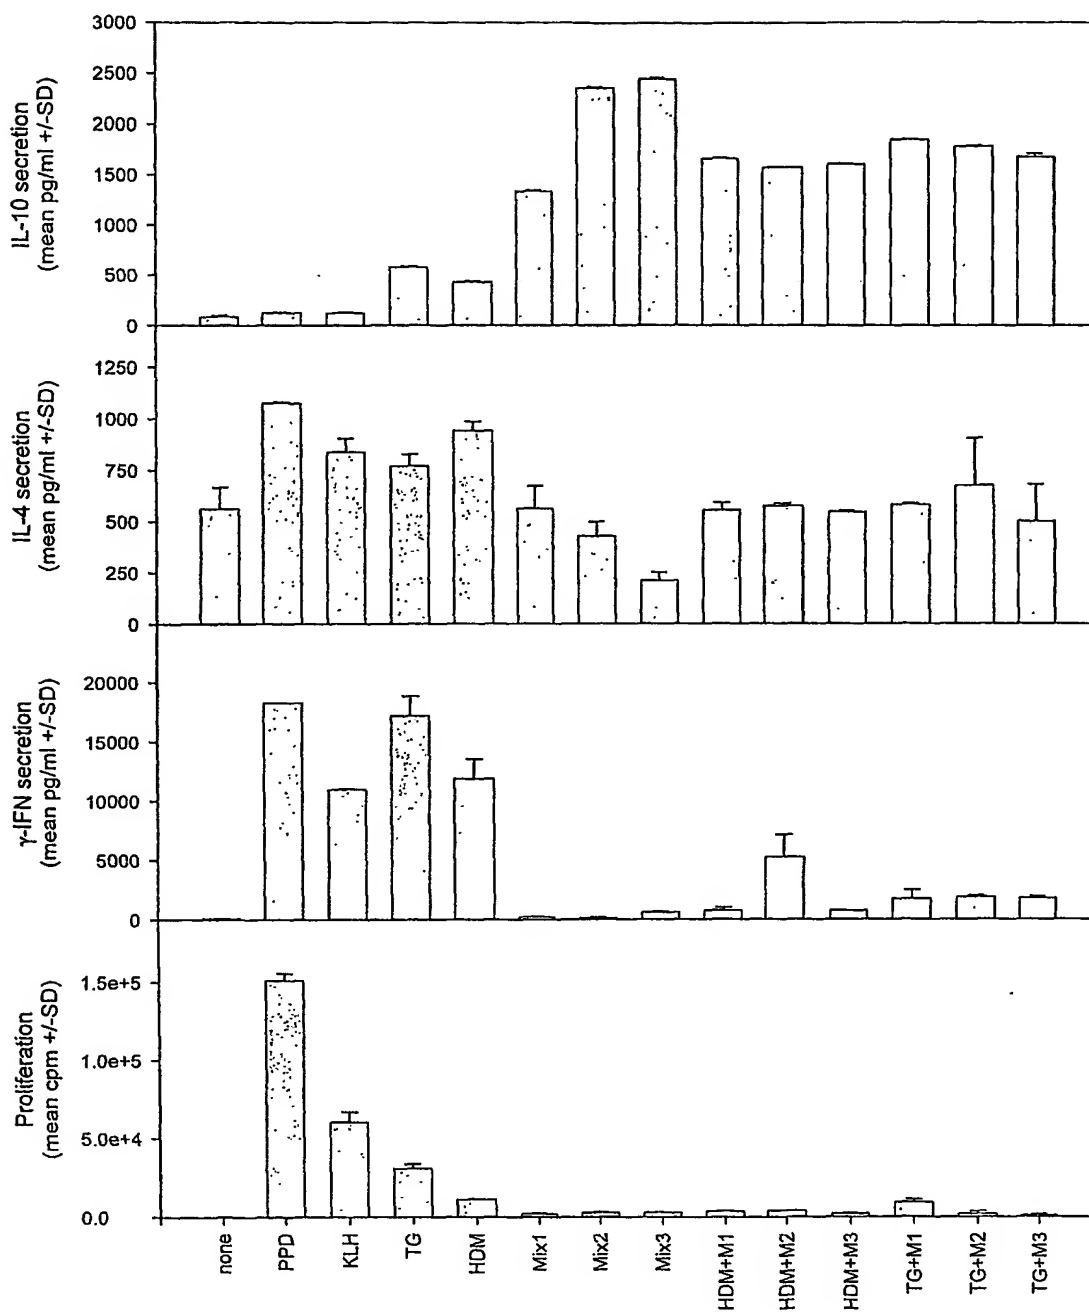 IL-10 secretion
(mean pg/ml +/-SD)
3000
2500
2000
1500
1000
500
0
IL-4 secretion
(mean pg/ml +/-SD)
1250
1000
750
500
250
0
γ-IFN secretion
(mean pg/ml +/-SD)
20000
15000
10000
5000
0
Proliferation
(mean cpm +/-SD)
1.5e+5
1.0e+5
5.0e+4
0.0
none
PPD
KLH
TG
HDM
Mix1
Mix2
Mix3
HDM+M1
HDM+M2
HDM+M3
TG+M1
TG+M2
TG+M3